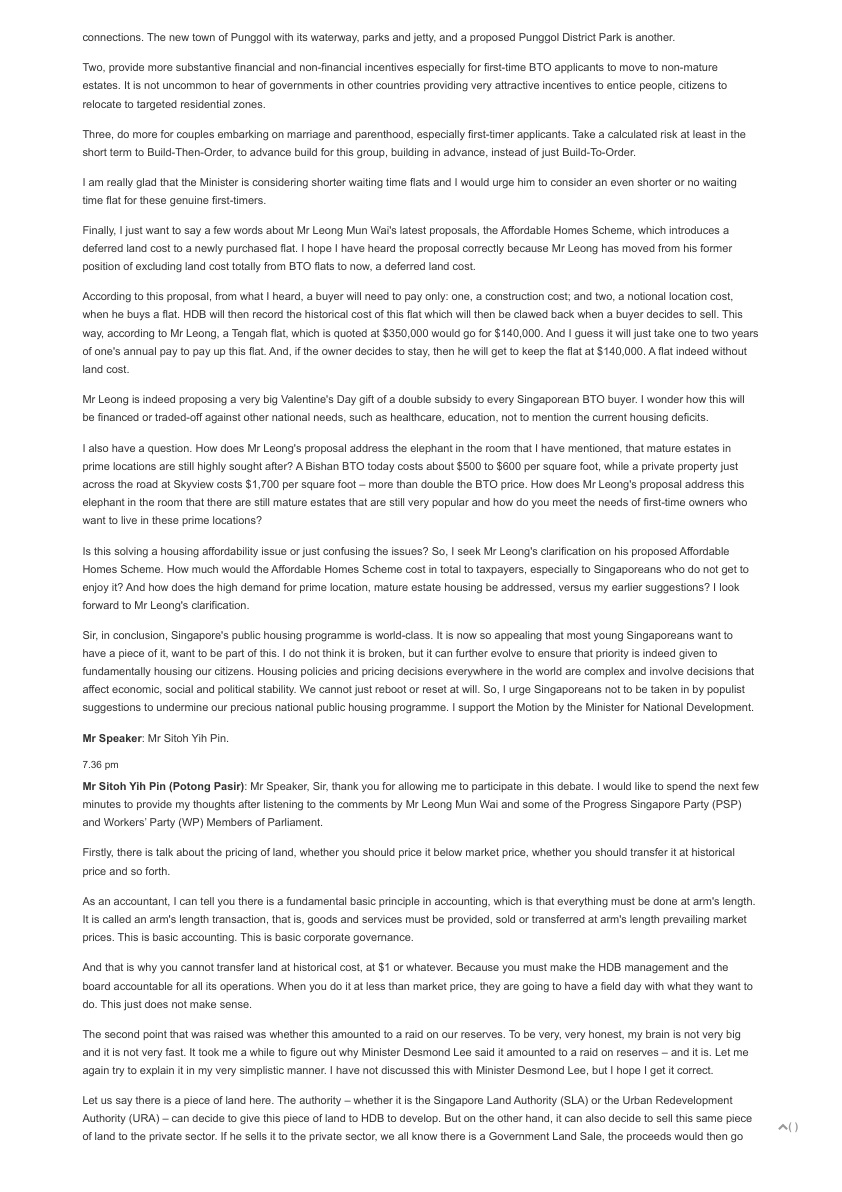 connections. The new town of Punggol with its waterway, parks and jetty, and a proposed Punggol District Park is another.
Two, provide more substantive financial and non-financial incentives especially for first-time BTO applicants to move to non-mature
estates. It is not uncommon to hear of governments in other countries providing very attractive incentives to entice people, citizens to
relocate to targeted residential zones.
Three, do more for couples embarking on marriage and parenthood, especially first-timer applicants. Take a calculated risk at least in the
short term to Build-Then-Order, to advance build for this group, building in advance, instead of just Build-To-Order.
I am really glad that the Minister is considering shorter waiting time flats and I would urge him to consider an even shorter or no waiting
time flat for these genuine first-timers.
Finally, I just want to say a few words about Mr Leong Mun Wai's latest proposals, the Affordable Homes Scheme, which introduces a
deferred land cost to a newly purchased flat. I hope I have heard the proposal correctly because Mr Leong has moved from his former
position of excluding land cost totally from BTO flats to now, a deferred land cost.
According to this proposal, from what I heard, a buyer will need to pay only: one, a construction cost; and two, a notional location cost,
when he buys a flat. HDB will then record the historical cost of this flat which will then be clawed back when a buyer decides to sell. This
way, according to Mr Leong, a Tengah flat, which is quoted at $350,000 would go for $140,000. And I guess it will just take one to two years
of one's annual pay to pay up this flat. And, if the owner decides to stay, then he will get to keep the flat at $140,000. A flat indeed without
land cost.
Mr Leong is indeed proposing a very big Valentine's Day gift of a double subsidy to every Singaporean BTO buyer. I wonder how this will
be financed or traded-off against other national needs, such as healthcare, education, not to mention the current housing deficits.
I also have a question. How does Mr Leong's proposal address the elephant in the room that I have mentioned, that mature estates in
prime locations are still highly sought after? A Bishan BTO today costs about $500 to $600 per square foot, while a private property just
across the road at Skyview costs $1,700 per square foot – more than double the BTO price. How does Mr Leong's proposal address this
elephant in the room that there are still mature estates that are still very popular and how do you meet the needs of first-time owners who
want to live in these prime locations?
Is this solving a housing affordability issue or just confusing the issues? So, I seek Mr Leong's clarification on his proposed Affordable
Homes Scheme. How much would the Affordable Homes Scheme cost in total to taxpayers, especially to Singaporeans who do not get to
enjoy it? And how does the high demand for prime location, mature estate housing be addressed, versus my earlier suggestions? I look
forward to Mr Leong's clarification.
Sir, in conclusion, Singapore's public housing programme is world-class. It is now so appealing that most young Singaporeans want to
have a piece of it, want to be part of this. I do not think it is broken, but it can further evolve to ensure that priority is indeed given to
fundamentally housing our citizens. Housing policies and pricing decisions everywhere in the world are complex and involve decisions that
affect economic, social and political stability. We cannot just reboot or reset at will. So, I urge Singaporeans not to be taken in by populist
suggestions to undermine our precious national public housing programme. I support the Motion by the Minister for National Development.
Mr Speaker: Mr Sitoh Yih Pin.
7.36 pm
Mr Sitoh Yih Pin (Potong Pasir): Mr Speaker, Sir, thank you for allowing me to participate in this debate. I would like to spend the next few
minutes to provide my thoughts after listening to the comments by Mr Leong Mun Wai and some of the Progress Singapore Party (PSP)
and Workers' Party (WP) Members of Parliament.
Firstly, there is talk about the pricing of land, whether you should price it below market price, whether you should transfer it at historical
price and so forth.
As an accountant, I can tell you there is a fundamental basic principle in accounting, which is that everything must be done at arm's length.
It is called an arm's length transaction, that is, goods and services must be provided, sold or transferred at arm's length prevailing market
prices. This is basic accounting. This is basic corporate governance.
And that is why you cannot transfer land at historical cost, at $1 or whatever. Because you must make the HDB management and the
board accountable for all its operations. When you do it at less than market price, they are going to have a field day with what they want to
do. This just does not make sense.
The second point that was raised was whether this amounted to a raid on our reserves. To be very, very honest, my brain is not very big
and it is not very fast. It took me a while to figure out why Minister Desmond Lee said it amounted to a raid on reserves – and it is. Let me
again try to explain it in my very simplistic manner. I have not discussed this with Minister Desmond Lee, but I hope I get it correct.
Let us say there is a piece of land here. The authority – whether it is the Singapore Land Authority (SLA) or the Urban Redevelopment
Authority (URA) – can decide to give this piece of land to HDB to develop. But on the other hand, it can also decide to sell this same piece
of land to the private sector. If he sells it to the private sector, we all know there is a Government Land Sale, the proceeds would then go
( )